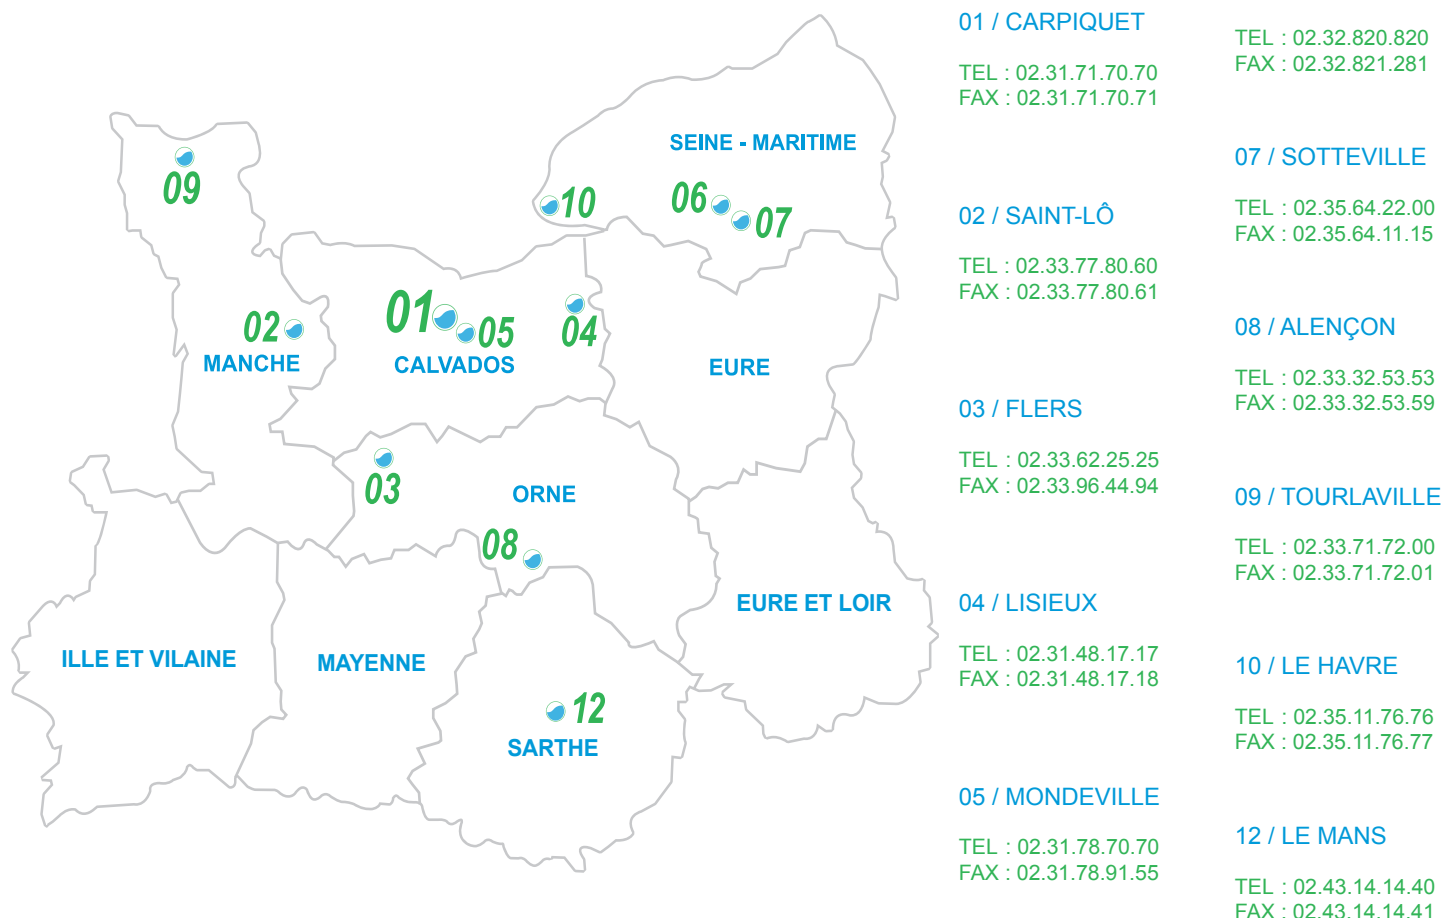 SEINE - MARITIME
09
10
06
07
01
05
04
02
MANCHE
CALVADOS
EURE
03
ORNE
08
EURE ET LOIR
ILLE ET VILAINE
MAYENNE
12
SARTHE
01 / CARPIQUET
TEL : 02.31.71.70.70
FAX : 02.31.71.70.71
02 / SAINT-LÔ
TEL : 02.33.77.80.60
FAX : 02.33.77.80.61
03 / FLERS
TEL : 02.33.62.25.25
FAX : 02.33.96.44.94
04 / LISIEUX
TEL : 02.31.48.17.17
FAX : 02.31.48.17.18
05 / MONDEVILLE
TEL : 02.31.78.70.70
FAX : 02.31.78.91.55
TEL : 02.32.820.820
FAX : 02.32.821.281
07 / SOTTEVILLE
TEL : 02.35.64.22.00
FAX : 02.35.64.11.15
08 / ALENÇON
TEL : 02.33.32.53.53
FAX : 02.33.32.53.59
09 / TOURLAVILLE
TEL : 02.33.71.72.00
FAX : 02.33.71.72.01
10 / LE HAVRE
TEL : 02.35.11.76.76
FAX : 02.35.11.76.77
12 / LE MANS
TEL : 02.43.14.14.40
FAX : 02.43.14.14.41